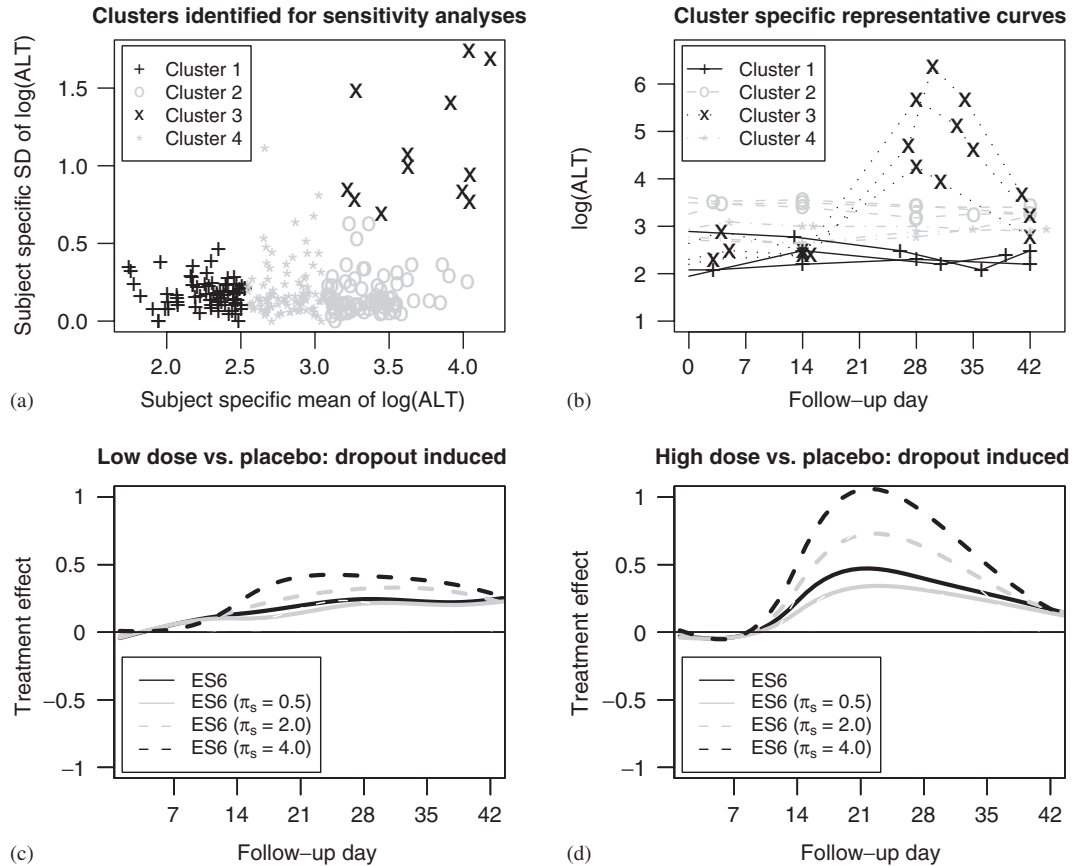 Clusters identified for sensitivity analyses
Subject specific SD of log(ALT)
1.5
1.0
0.5
0.0
+ Cluster 1
o Cluster 2
x Cluster 3
* Cluster 4
2.0 2.5 3.0 3.5 4.0
(a) Subject specific mean of log(ALT)
Cluster specific representative curves
log(ALT)
6
5
4
3
2
1
Cluster 1
Cluster 2
Cluster 3
Cluster 4
0 7 14 21 28 35 42
(b) Follow–up day
Low dose vs. placebo: dropout induced
Treatment effect
1
0.5
0
−0.5
−1
ES6
ES6 (πs = 0.5)
ES6 (πs = 2.0)
ES6 (πs = 4.0)
7 14 21 28 35 42
(c) Follow–up day
High dose vs. placebo: dropout induced
Treatment effect
1
0.5
0
−0.5
−1
ES6
ES6 (πs = 0.5)
ES6 (πs = 2.0)
ES6 (πs = 4.0)
7 14 21 28 35 42
(d) Follow–up day